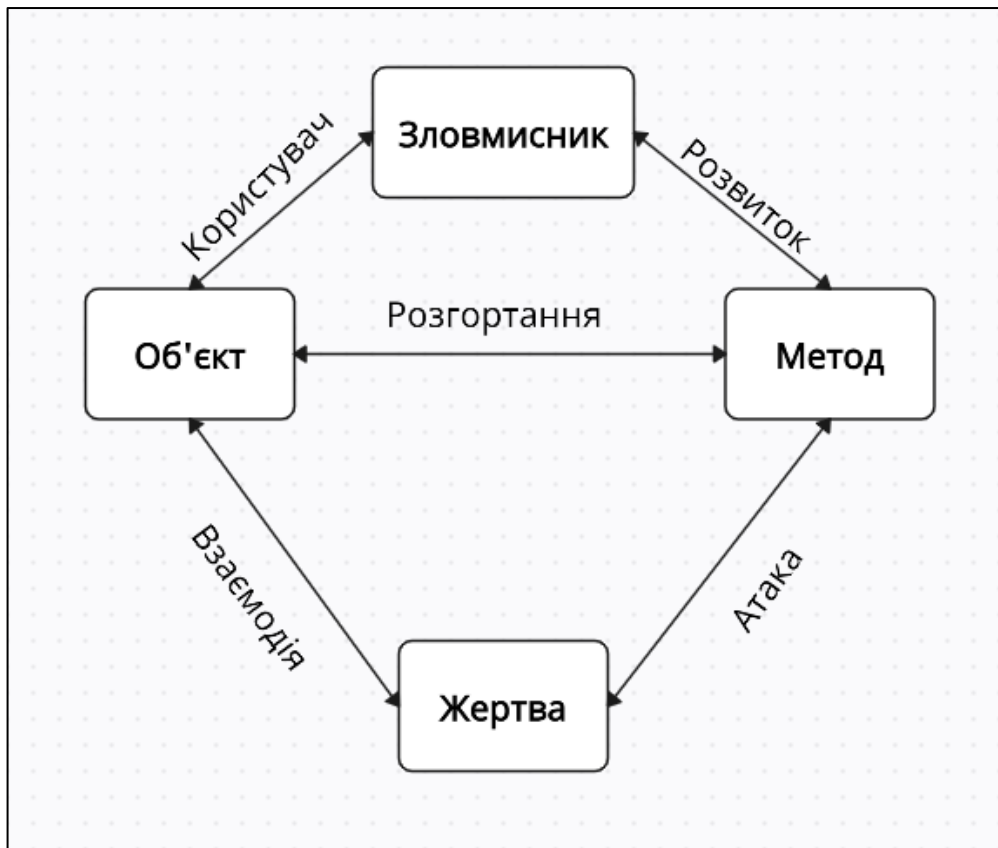 Зловмисник
Користувач
Розвиток
Об'єкт
Розгортання
Метод
Взаємодія
Атака
Жертва